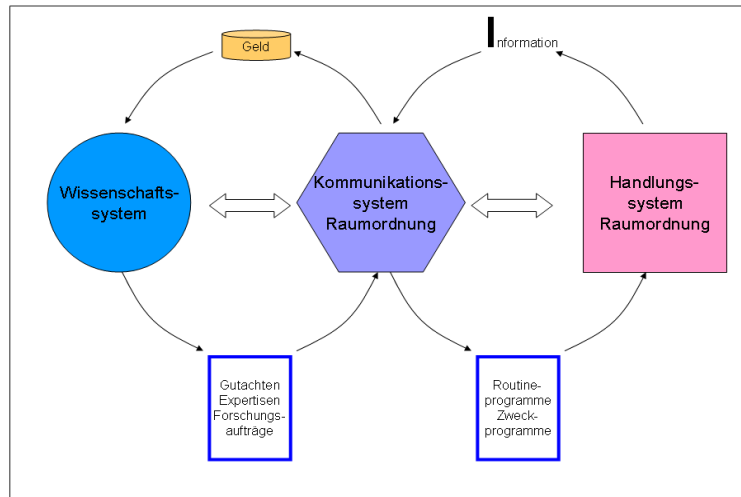 Geld
Information
Wissenschafts-
system
Kommunikations-
system
Raumordnung
Handlungs-
system
Raumordnung
Gutachten
Expertisen
Forschungs-
aufträge
Routine-
programme
Zweck-
programme